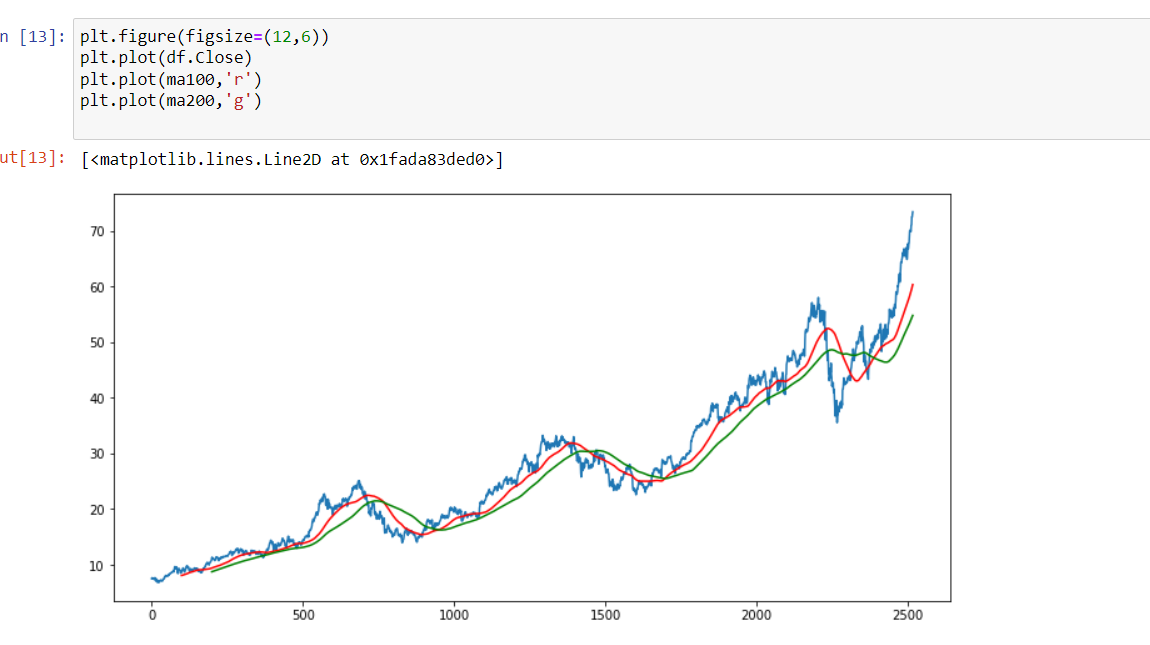 n [13]: plt.figure(figsize=(12,6))
plt.plot(df.Close)
plt.plot(ma100,'r')
plt.plot(ma200,'g')
ut[13]: [<matplotlib.lines.Line2D at 0x1fada83ded0>]
70
60
50
40
30
20
10
0 500 1000 1500 2000 2500